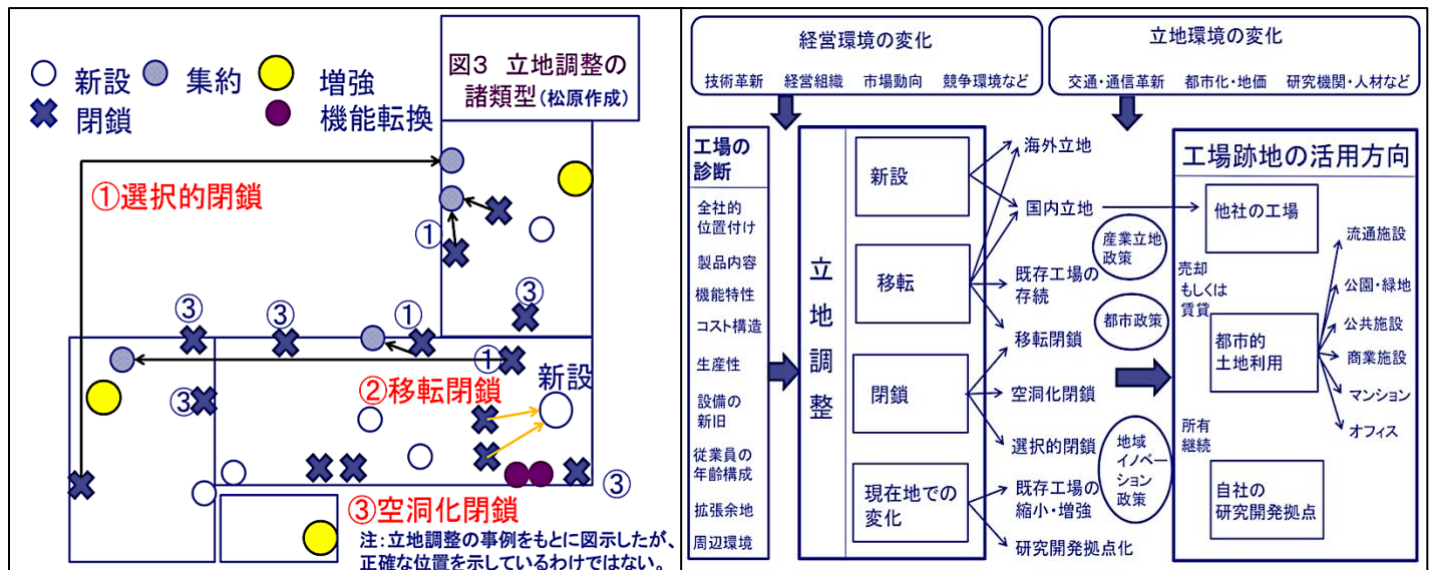 図3 立地調整の
諸類型(松原作成)
新設
集約
増強
閉鎖
機能転換
①選択的閉鎖
①
③
③
③
①
①
新設
②移転閉鎖
③
③
③空洞化閉鎖
注:立地調整の事例をもとに図示したが、
正確な位置を示しているわけではない。
経営環境の変化
技術革新 経営組織 市場動向 競争環境など
立地環境の変化
交通・通信革新 都市化・地価 研究機関・人材など
工場の
診断
全社的
位置付け
製品内容
機能特性
コスト構造
生産性
設備の
新旧
従業員の
年齢構成
拡張余地
周辺環境
立
地
調
整
新設
移転
閉鎖
現在地での
変化
海外立地
国内立地
既存工場の
存続
移転閉鎖
空洞化閉鎖
選択的閉鎖
既存工場の
縮小・増強
研究開発拠点化
産業立地
政策
都市政策
地域
イノベー
ション
政策
工場跡地の活用方向
他社の工場
売却
もしくは
賃貸
都市的
土地利用
所有
継続
自社の
研究開発拠点
流通施設
公園・緑地
公共施設
商業施設
マンション
オフィス